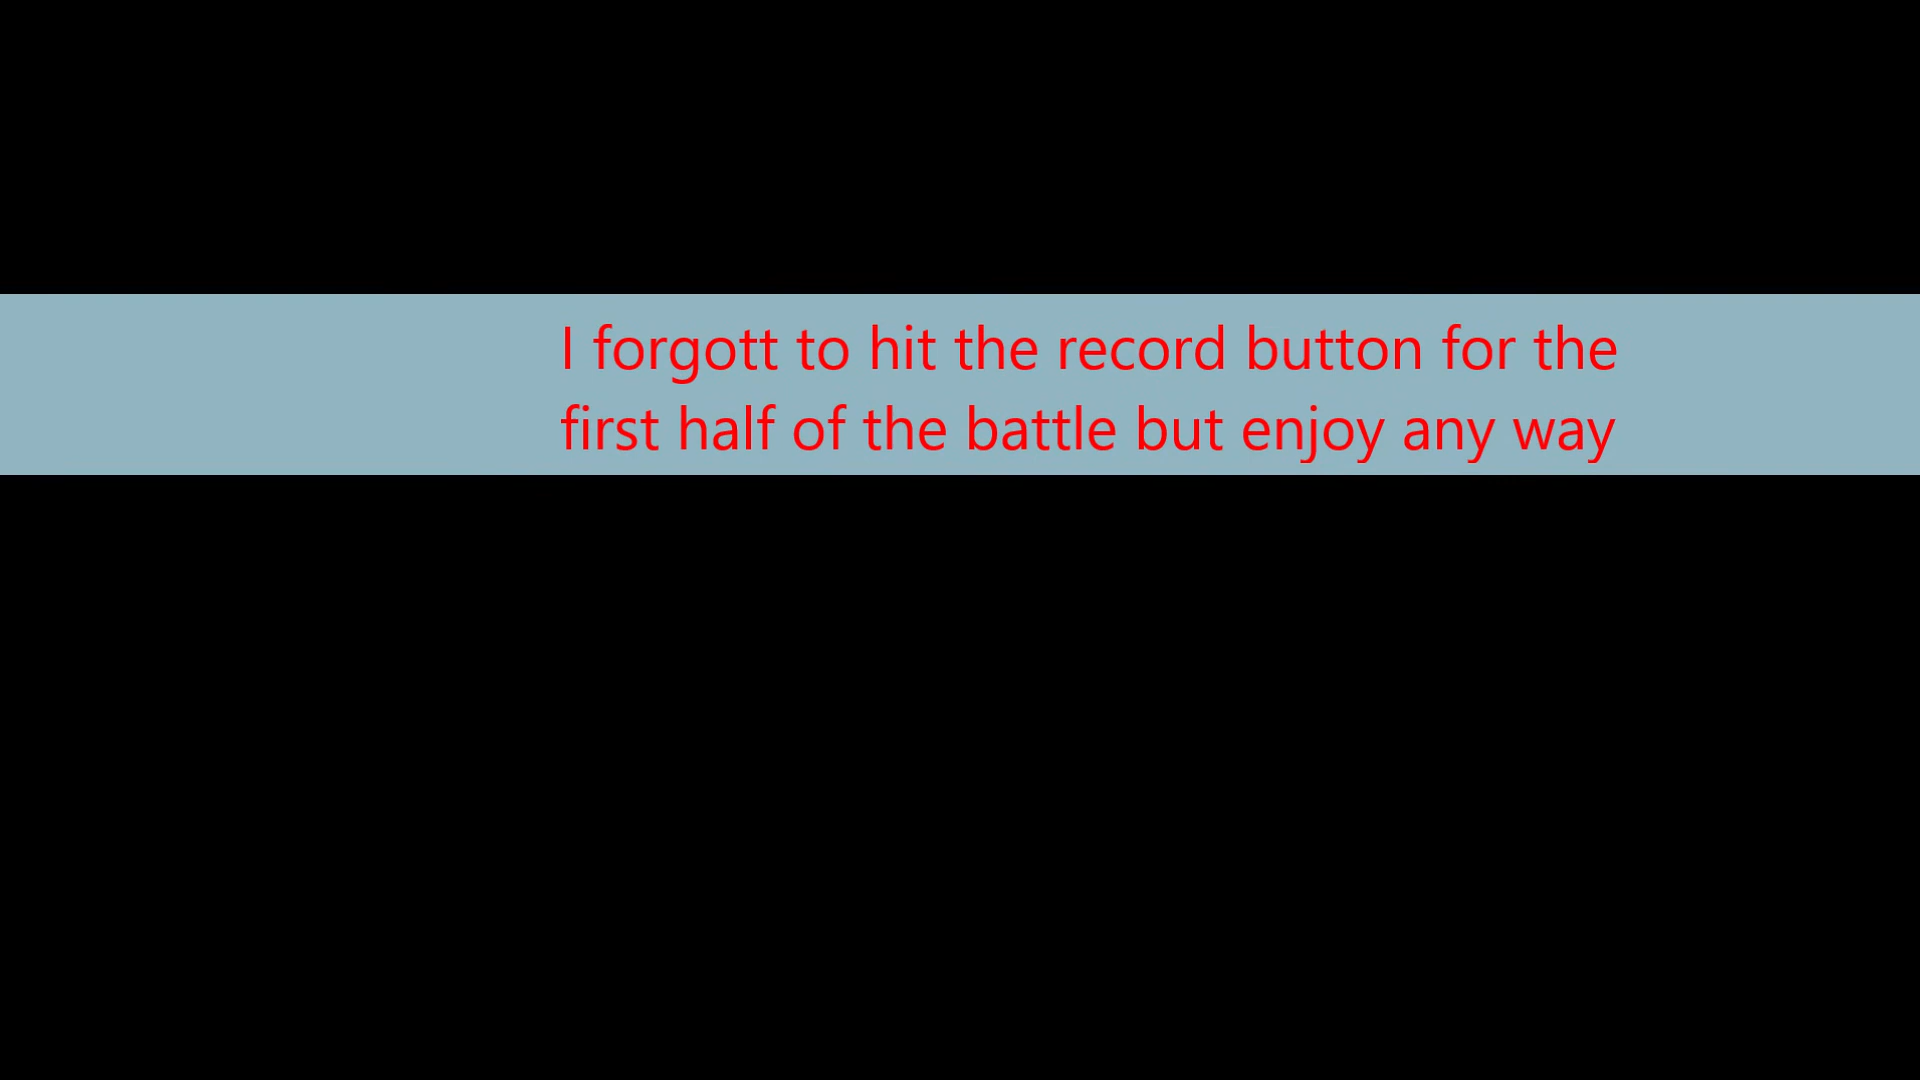 I forgott to hit the record button for the
first half of the battle but enjoy any way